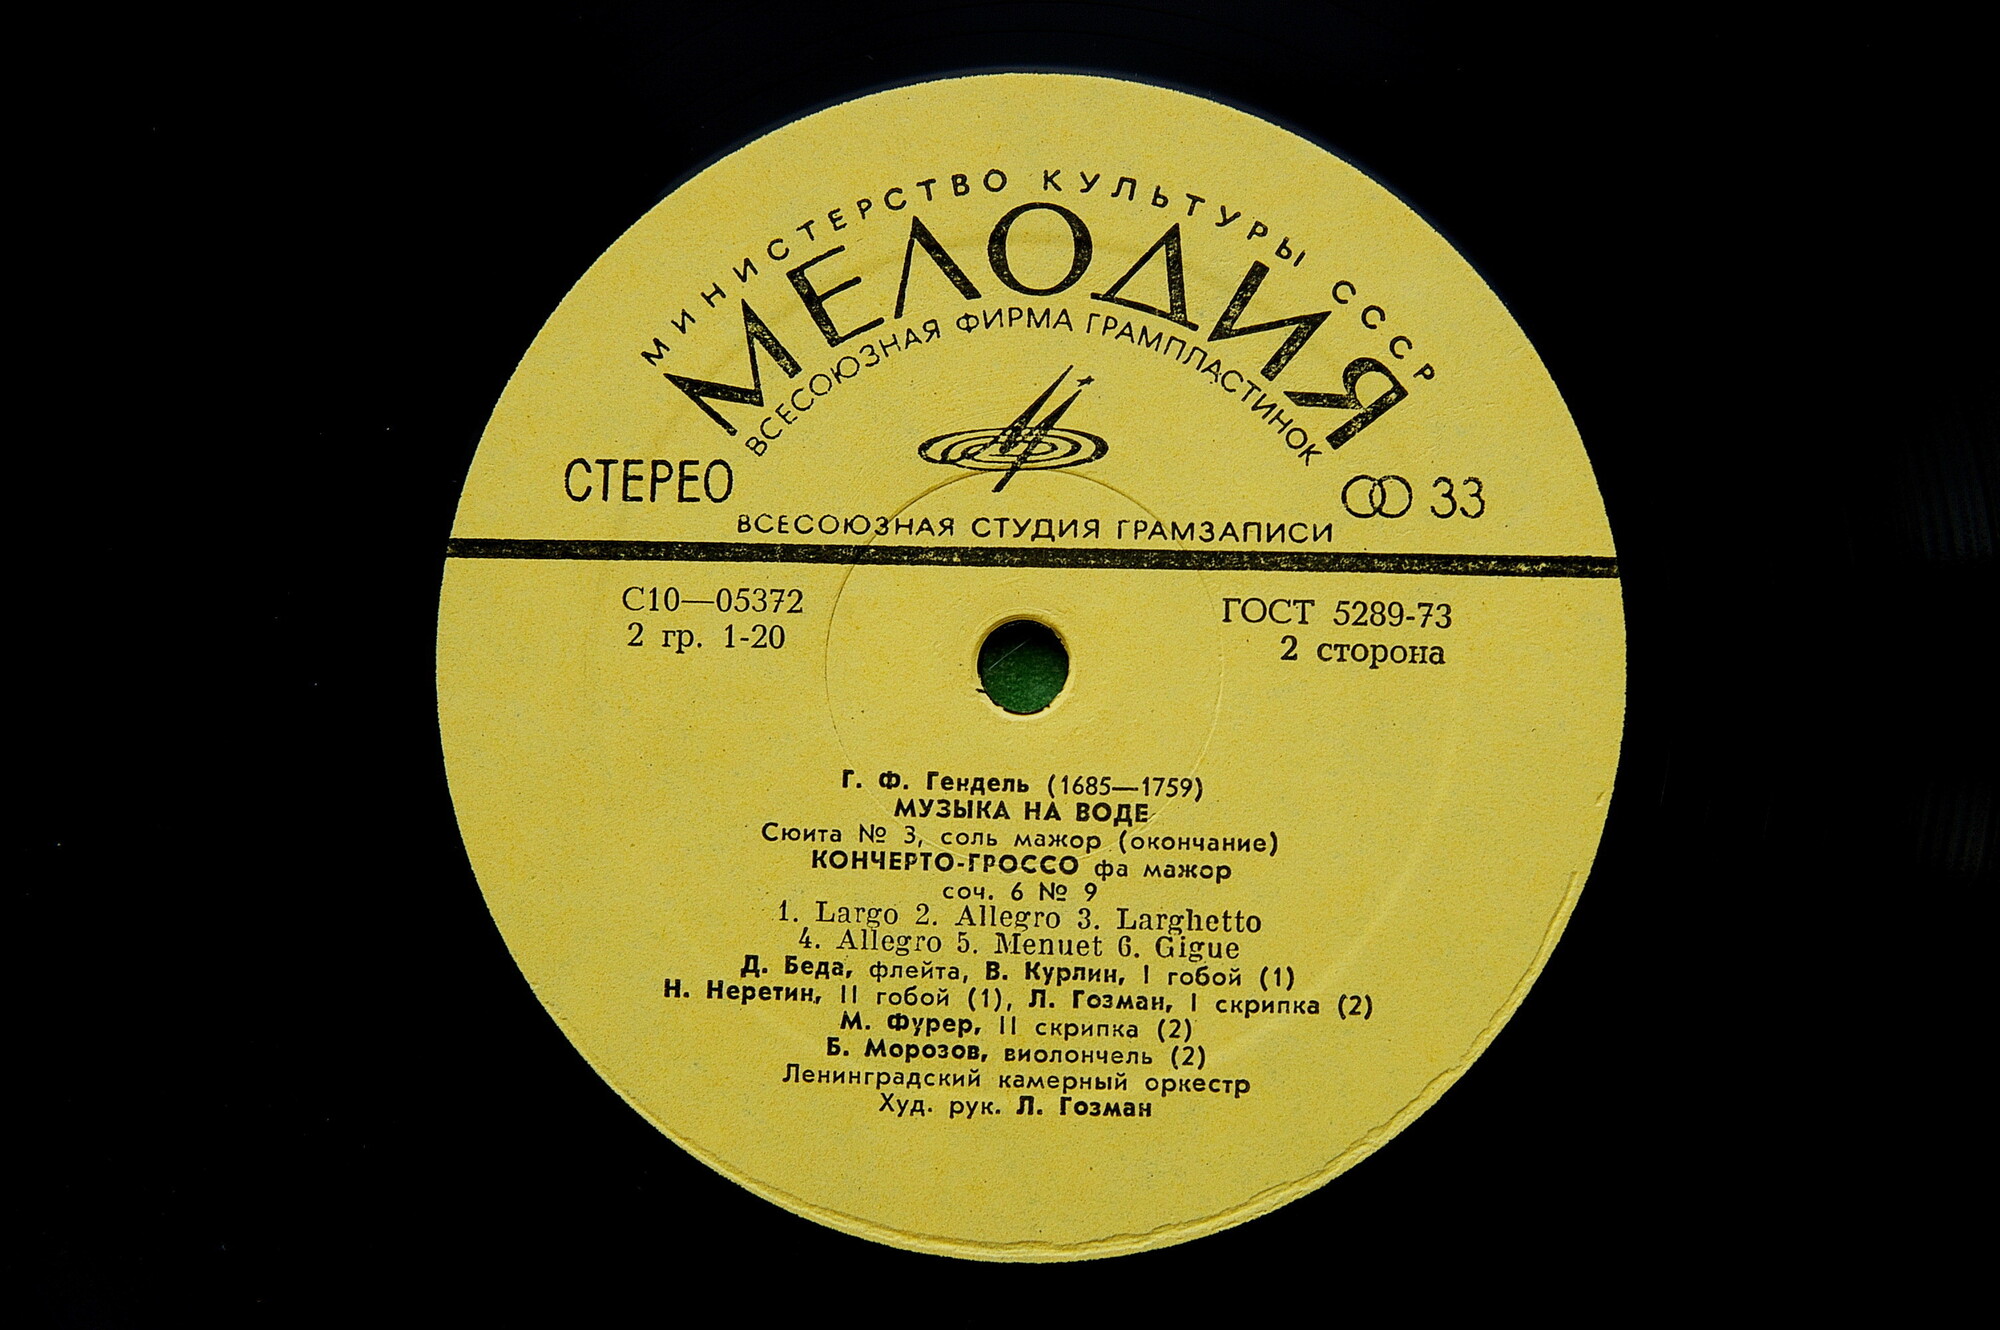 МИНИСТЕРСТВО КУЛЬТУРЫ СССР
МЕЛОДИЯ
ВСЕСОЮЗНАЯ ФИРМА ГРАМПЛАСТИНОК
СТЕРЕО
33
ВСЕСОЮЗНАЯ СТУДИЯ ГРАМЗАПИСИ
С10—05372
2 гр. 1-20
ГОСТ 5289-73
2 сторона
Г. Ф. Гендель (1685—1759)
МУЗЫКА НА ВОДЕ
Сюита № 3, соль мажор (окончание)
КОНЧЕРТО-ГРОССО фа мажор
соч. 6 № 9
1. Largo 2. Allegro 3. Larghetto
4. Allegro 5. Menuet 6. Gigue
Д. Беда, флейта, В. Курлин, I гобой (1)
Н. Неретин, II гобой (1), Л. Гозман, I скрипка (2)
М. Фурер, II скрипка (2)
Б. Морозов, виолончель (2)
Ленинградский камерный оркестр
Худ. рук. Л. Гозман